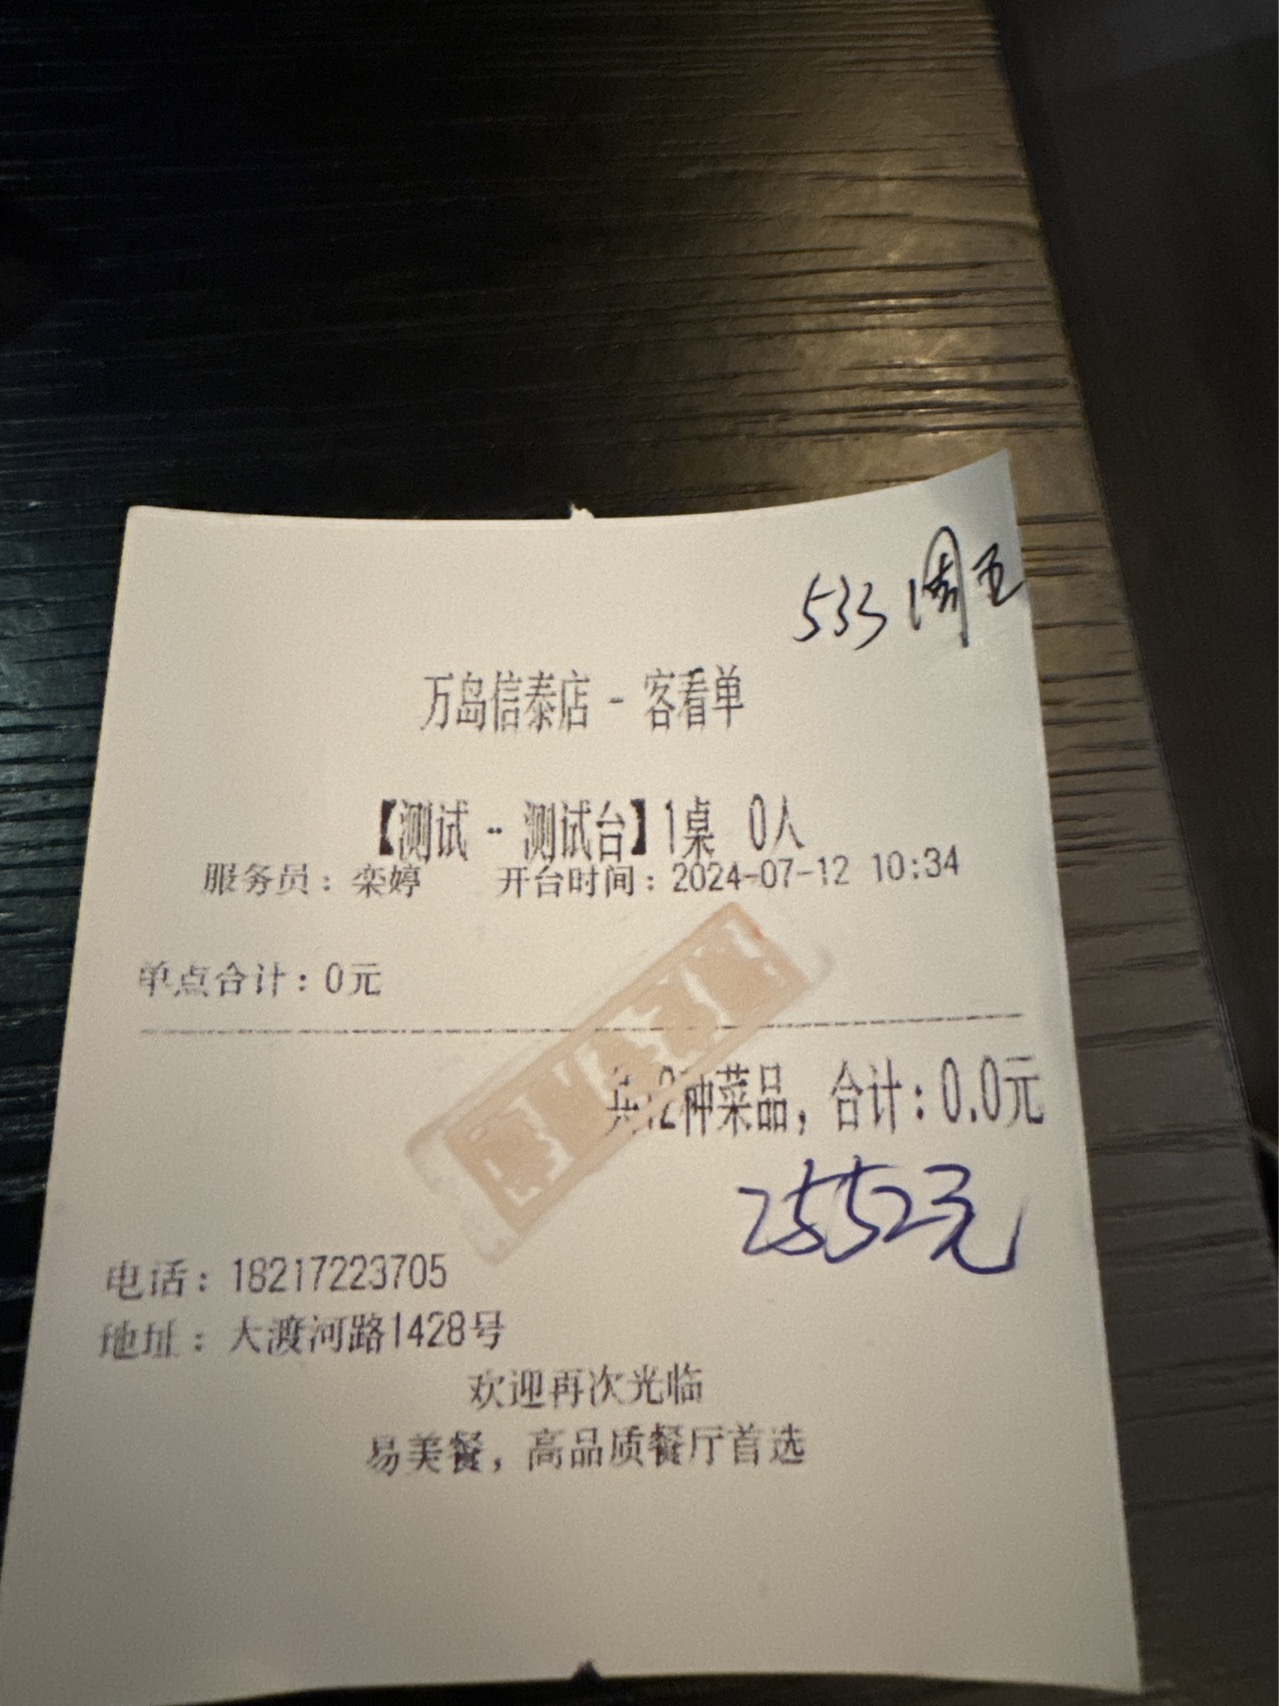 533 周五
万岛信泰店 - 客看单
【测试 - 测试台】1桌 0人
服务员：栾婷 开台时间：2024-07-12 10:34
单点合计：0元
共12种菜品，合计：0.0元
2552元
电话：18217223705
地址：大渡河路1428号
欢迎再次光临
易美餐，高品质餐厅首选